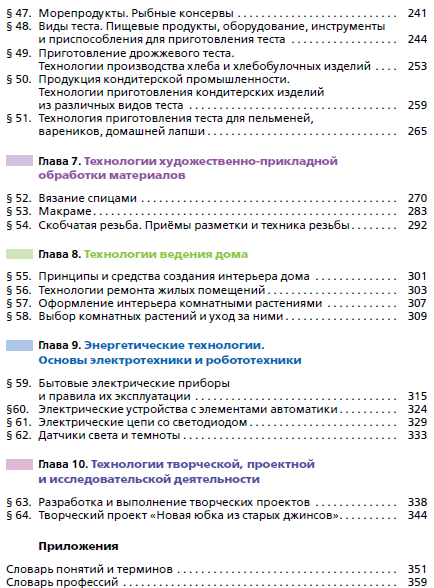 § 47. Морепродукты. Рыбные консервы . . . . . . . . . . . . . . . . . . . . . . . . 241
§ 48. Виды теста. Пищевые продукты, оборудование, инструменты
и приспособления для приготовления теста . . . . . . . . . . . . . . . . 244
§ 49. Приготовление дрожжевого теста.
Технологии производства хлеба и хлебобулочных изделий . . . . 253
§ 50. Продукция кондитерской промышленности.
Технологии приготовления кондитерских изделий
из различных видов теста . . . . . . . . . . . . . . . . . . . . . . . . . . . . . . . 259
§ 51. Технология приготовления теста для пельменей,
вареников, домашней лапши . . . . . . . . . . . . . . . . . . . . . . . . . . . . 265
Глава 7. Технологии художественно-прикладной
обработки материалов
§ 52. Вязание спицами . . . . . . . . . . . . . . . . . . . . . . . . . . . . . . . . . . . . . . 270
§ 53. Макраме . . . . . . . . . . . . . . . . . . . . . . . . . . . . . . . . . . . . . . . . . . . . . 283
§ 54. Скобчатая резьба. Приёмы разметки и техника резьбы . . . . . . . 292
Глава 8. Технологии ведения дома
§ 55. Принципы и средства создания интерьера дома . . . . . . . . . . . . 301
§ 56. Технологии ремонта жилых помещений . . . . . . . . . . . . . . . . . . . 303
§ 57. Оформление интерьера комнатными растениями . . . . . . . . . . . 307
§ 58. Выбор комнатных растений и уход за ними . . . . . . . . . . . . . . . . 309
Глава 9. Энергетические технологии.
Основы электротехники и робототехники
§ 59. Бытовые электрические приборы
и правила их эксплуатации . . . . . . . . . . . . . . . . . . . . . . . . . . . . . . 315
§60. Электрические устройства с элементами автоматики . . . . . . . . 324
§ 61. Электрические цепи со светодиодом . . . . . . . . . . . . . . . . . . . . . . 329
§ 62. Датчики света и темноты . . . . . . . . . . . . . . . . . . . . . . . . . . . . . . . . 333
Глава 10. Технологии творческой, проектной
и исследовательской деятельности
§ 63. Разработка и выполнение творческих проектов . . . . . . . . . . . . 338
§ 64. Творческий проект «Новая юбка из старых джинсов» . . . . . . . . 344
Приложения
Словарь понятий и терминов . . . . . . . . . . . . . . . . . . . . . . . . . . . . . . . . 351
Словарь профессий . . . . . . . . . . . . . . . . . . . . . . . . . . . . . . . . . . . . . . . . 359